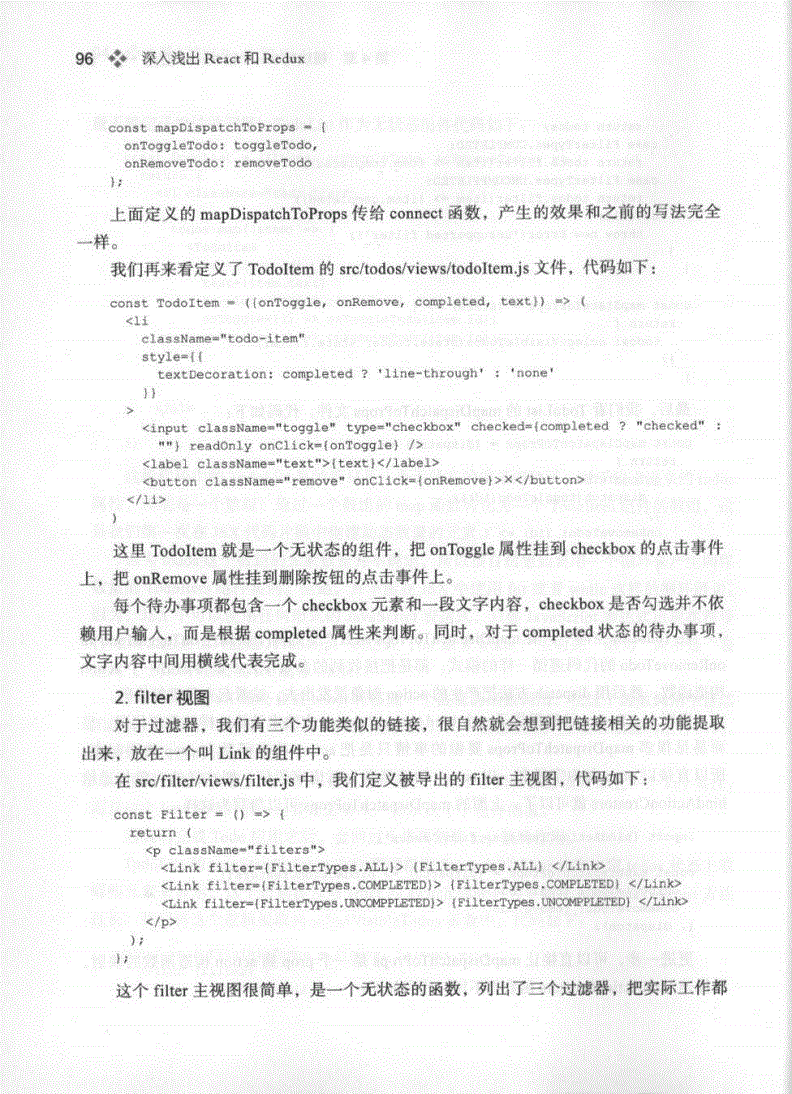 96 深入浅出 React 和 Redux
const mapDispatchToProps = {
onToggleTodo: toggleTodo,
onRemoveTodo: removeTodo
};
上面定义的 mapDispatchToProps 传给 connect 函数，产生的效果和之前的写法完全
一样。
我们再来看定义了 TodoItem 的 src/todos/views/todoItem.js 文件，代码如下：
const TodoItem = ({onToggle, onRemove, completed, text}) => (
<li
className="todo-item"
style={{
textDecoration: completed ? 'line-through' : 'none'
}}
>
<input className="toggle" type="checkbox" checked={completed ? "checked" :
""} readOnly onClick={onToggle} />
<label className="text">{text}</label>
<button className="remove" onClick={onRemove}>×</button>
</li>
)
这里 TodoItem 就是一个无状态的组件，把 onToggle 属性挂到 checkbox 的点击事件
上，把 onRemove 属性挂到删除按钮的点击事件上。
每个待办事项都包含一个 checkbox 元素和一段文字内容，checkbox 是否勾选并不依
赖用户输入，而是根据 completed 属性来判断。同时，对于 completed 状态的待办事项，
文字内容中间用横线代表完成。
2. filter 视图
对于过滤器，我们有三个功能类似的链接，很自然就会想到把链接相关的功能提取
出来，放在一个叫 Link 的组件中。
在 src/filter/views/filter.js 中，我们定义被导出的 filter 主视图，代码如下：
const Filter = () => {
return (
<p className="filters">
<Link filter={FilterTypes.ALL}> {FilterTypes.ALL} </Link>
<Link filter={FilterTypes.COMPLETED}> {FilterTypes.COMPLETED} </Link>
<Link filter={FilterTypes.UNCOMPPLETED}> {FilterTypes.UNCOMPPLETED} </Link>
</p>
);
};
这个 filter 主视图很简单，是一个无状态的函数，列出了三个过滤器，把实际工作都